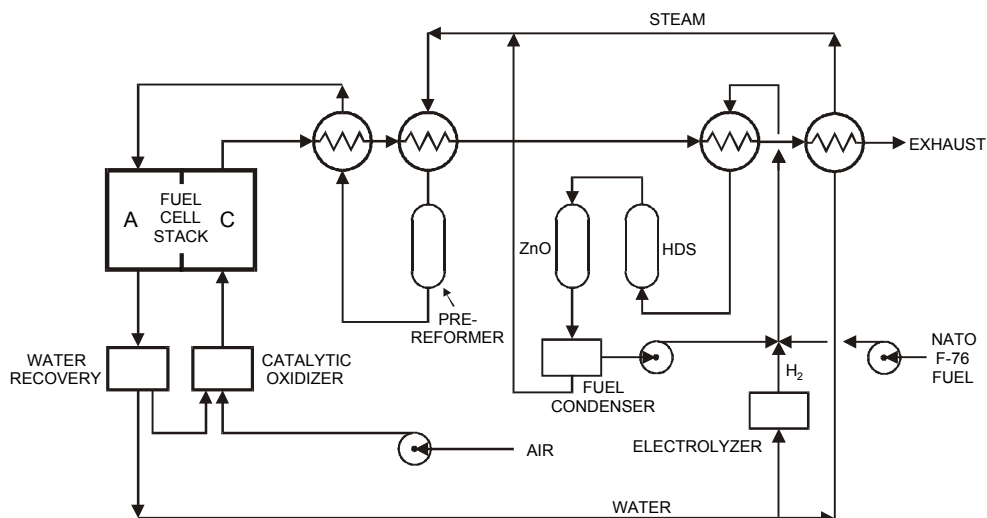 STEAM
EXHAUST
A
FUEL
CELL
STACK
C
ZnO
HDS
PRE-
REFORMER
WATER
RECOVERY
CATALYTIC
OXIDIZER
FUEL
CONDENSER
H2
NATO
F-76
FUEL
ELECTROLYZER
AIR
WATER